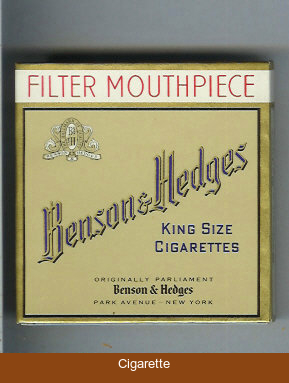 FILTER MOUTHPIECE
Benson & Hedges
KING SIZE
CIGARETTES
ORIGINALLY PARLIAMENT
Benson & Hedges
PARK AVENUE - NEW YORK
Cigarette